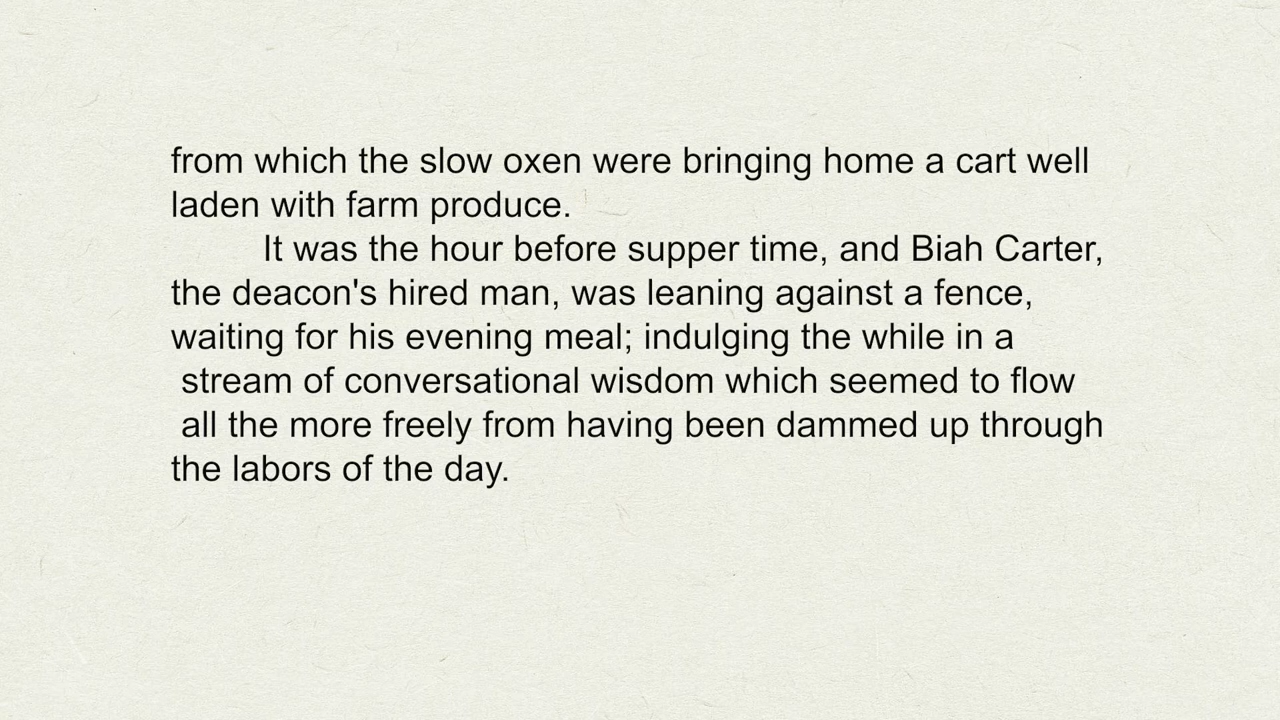 from which the slow oxen were bringing home a cart well
laden with farm produce.
It was the hour before supper time, and Biah Carter,
the deacon's hired man, was leaning against a fence,
waiting for his evening meal; indulging the while in a
stream of conversational wisdom which seemed to flow
all the more freely from having been dammed up through
the labors of the day.